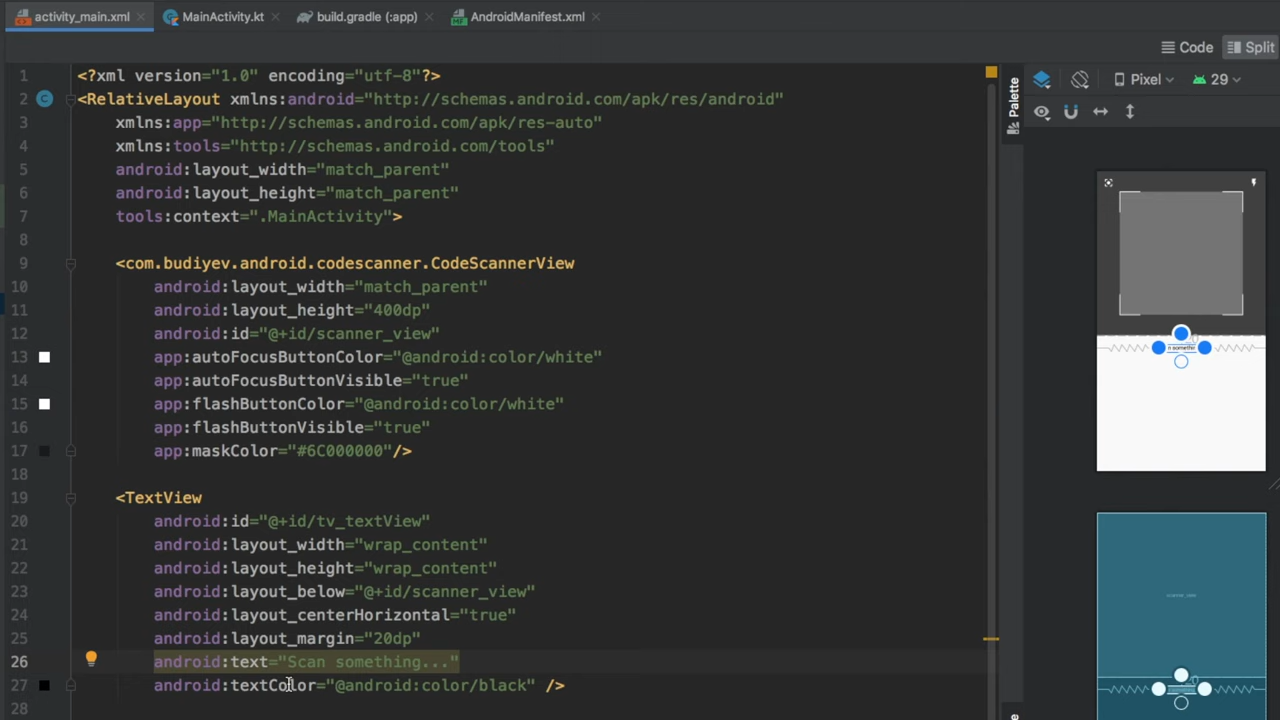 activity_main.xml MainActivity.kt build.gradle (:app) AndroidManifest.xml
Code Split
Palette
Pixel 29
1 <?xml version="1.0" encoding="utf-8"?>
2 <RelativeLayout xmlns:android="http://schemas.android.com/apk/res/android"
3 xmlns:app="http://schemas.android.com/apk/res-auto"
4 xmlns:tools="http://schemas.android.com/tools"
5 android:layout_width="match_parent"
6 android:layout_height="match_parent"
7 tools:context=".MainActivity">
8
9 <com.budiyev.android.codescanner.CodeScannerView
10 android:layout_width="match_parent"
11 android:layout_height="400dp"
12 android:id="@+id/scanner_view"
13 app:autoFocusButtonColor="@android:color/white"
14 app:autoFocusButtonVisible="true"
15 app:flashButtonColor="@android:color/white"
16 app:flashButtonVisible="true"
17 app:maskColor="#6C000000"/>
18
19 <TextView
20 android:id="@+id/tv_textView"
21 android:layout_width="wrap_content"
22 android:layout_height="wrap_content"
23 android:layout_below="@+id/scanner_view"
24 android:layout_centerHorizontal="true"
25 android:layout_margin="20dp"
26 android:text="Scan something..."
27 android:textColor="@android:color/black" />
28
scanner_view